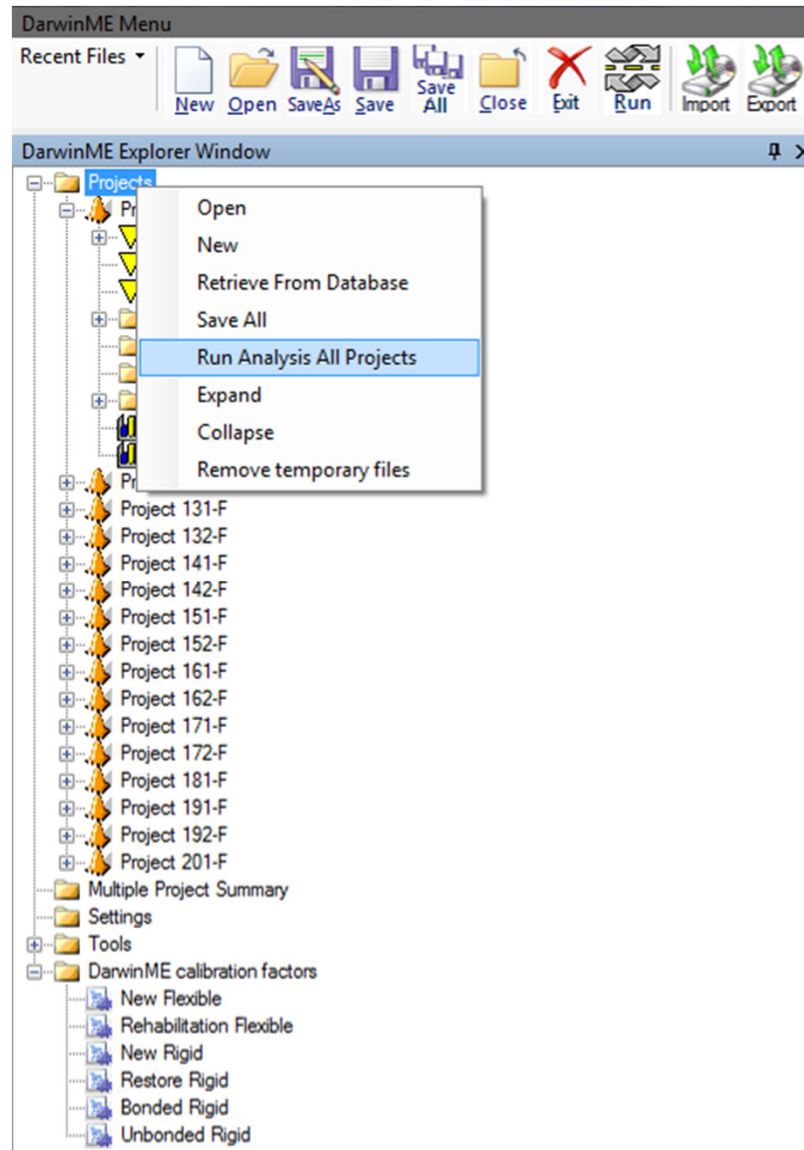 DarwinME Menu
Recent Files
New Open SaveAs Save Save All Close Exit Run Import Export
DarwinME Explorer Window
Projects
Pr
Open
New
Retrieve From Database
Save All
Run Analysis All Projects
Expand
Collapse
Remove temporary files
Pr
Project 131-F
Project 132-F
Project 141-F
Project 142-F
Project 151-F
Project 152-F
Project 161-F
Project 162-F
Project 171-F
Project 172-F
Project 181-F
Project 191-F
Project 192-F
Project 201-F
Multiple Project Summary
Settings
Tools
DarwinME calibration factors
New Flexible
Rehabilitation Flexible
New Rigid
Restore Rigid
Bonded Rigid
Unbonded Rigid